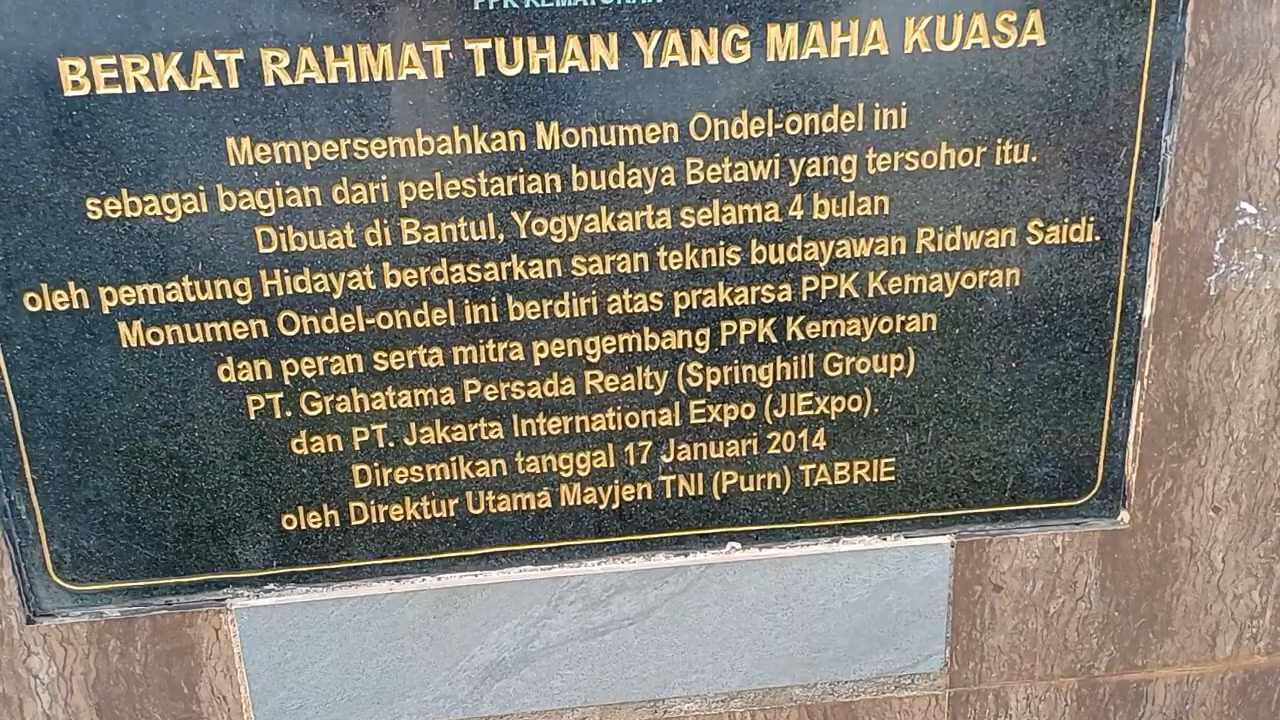 PPK KEMAYORAN
BERKAT RAHMAT TUHAN YANG MAHA KUASA
Mempersembahkan Monumen Ondel-ondel ini
sebagai bagian dari pelestarian budaya Betawi yang tersohor itu.
Dibuat di Bantul, Yogyakarta selama 4 bulan
oleh pematung Hidayat berdasarkan saran teknis budayawan Ridwan Saidi.
Monumen Ondel-ondel ini berdiri atas prakarsa PPK Kemayoran
dan peran serta mitra pengembang PPK Kemayoran
PT. Grahatama Persada Realty (Springhill Group)
dan PT. Jakarta International Expo (JIExpo).
Diresmikan tanggal 17 Januari 2014
oleh Direktur Utama Mayjen TNI (Purn) TABRIE